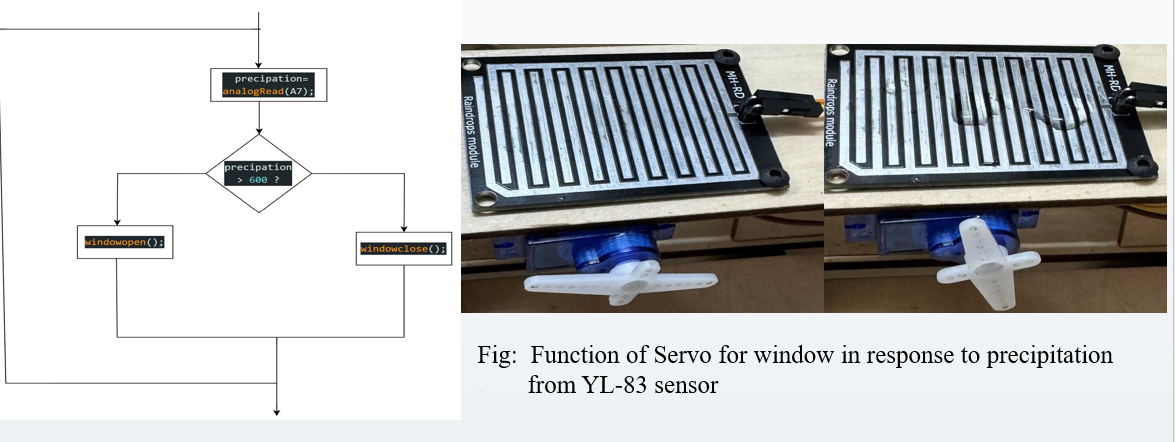 precipation=
analogRead(A7);
precipation
> 600 ?
windowopen();
windowclose();
MH-RD
Raindrops module
MH-RD
Raindrops module
Fig: Function of Servo for window in response to precipitation
from YL-83 sensor